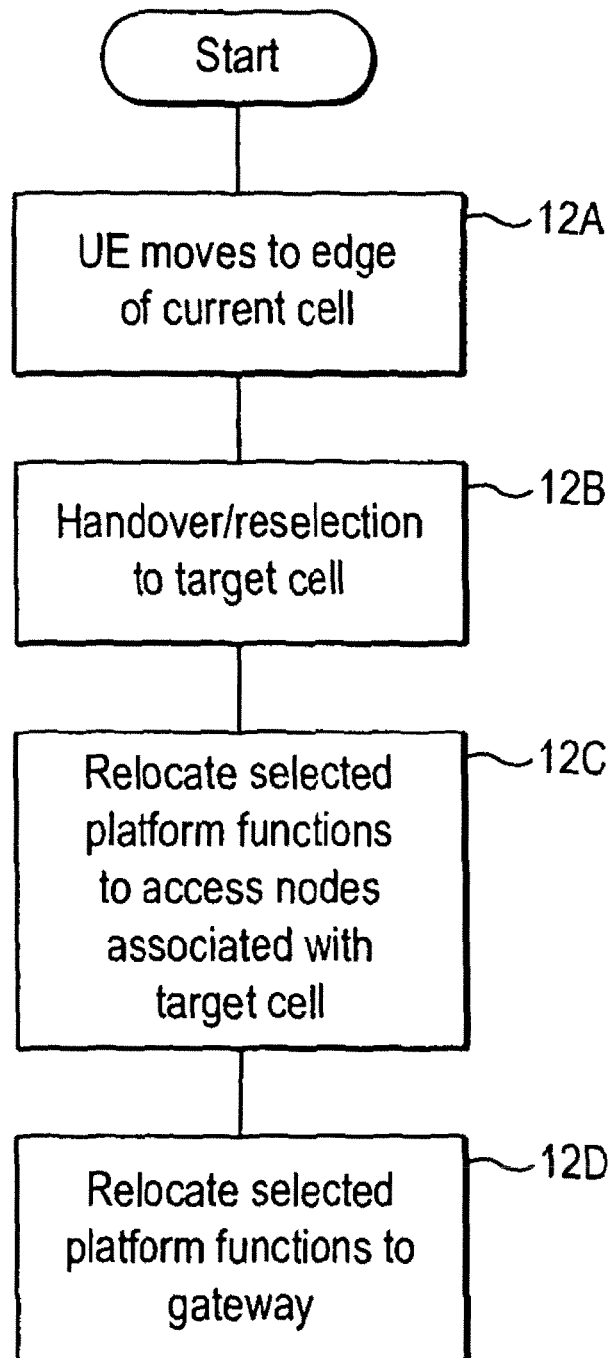 Start
12A
UE moves to edge
of current cell
12B
Handover/reselection
to target cell
12C
Relocate selected
platform functions
to access nodes
associated with
target cell
12D
Relocate selected
platform functions to
gateway